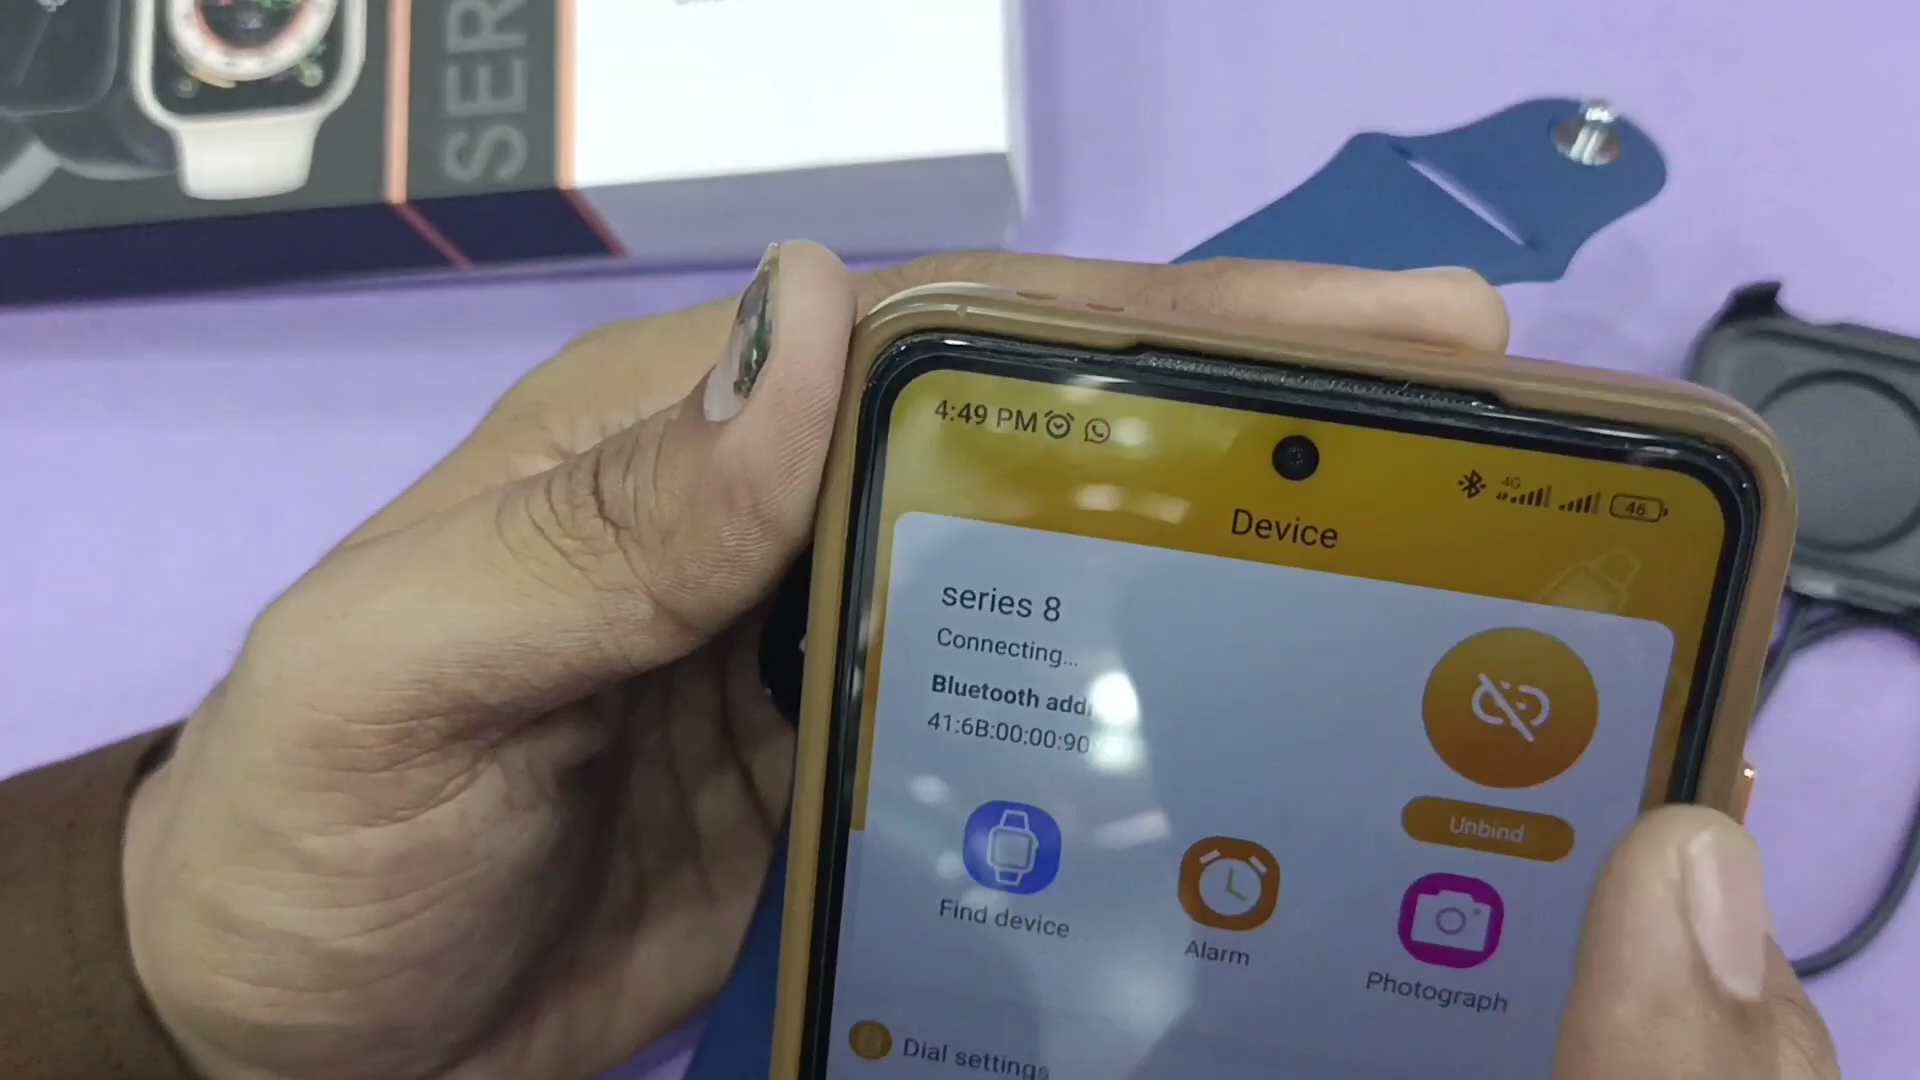 SER
4:49 PM
4G
46
Device
series 8
Connecting...
Bluetooth
41:6B:00:00:90
Unbind
Find device
Alarm
Photograph
Dial settings